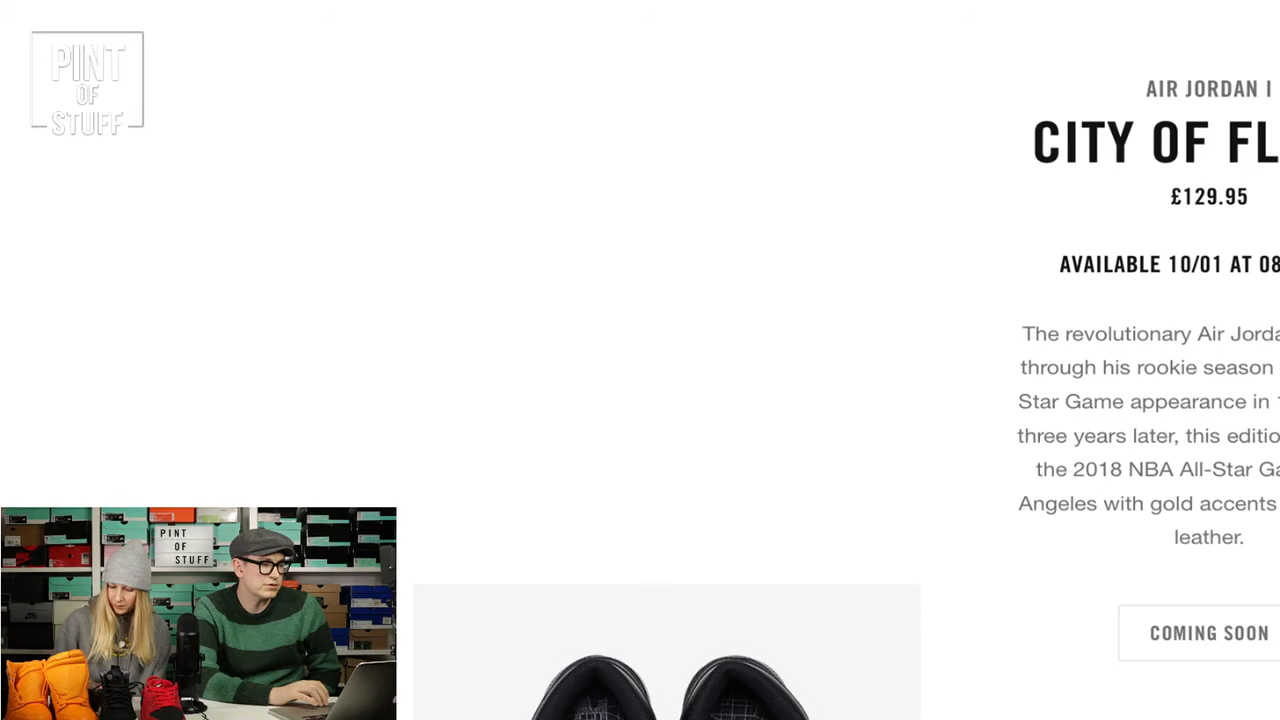 PINT
OF
STUFF
AIR JORDAN I
CITY OF FL
£129.95
AVAILABLE 10/01 AT 08
The revolutionary Air Jorda
through his rookie season
Star Game appearance in 1
three years later, this editio
the 2018 NBA All-Star Ga
Angeles with gold accents
leather.
COMING SOON
PINT
OF
STUFF